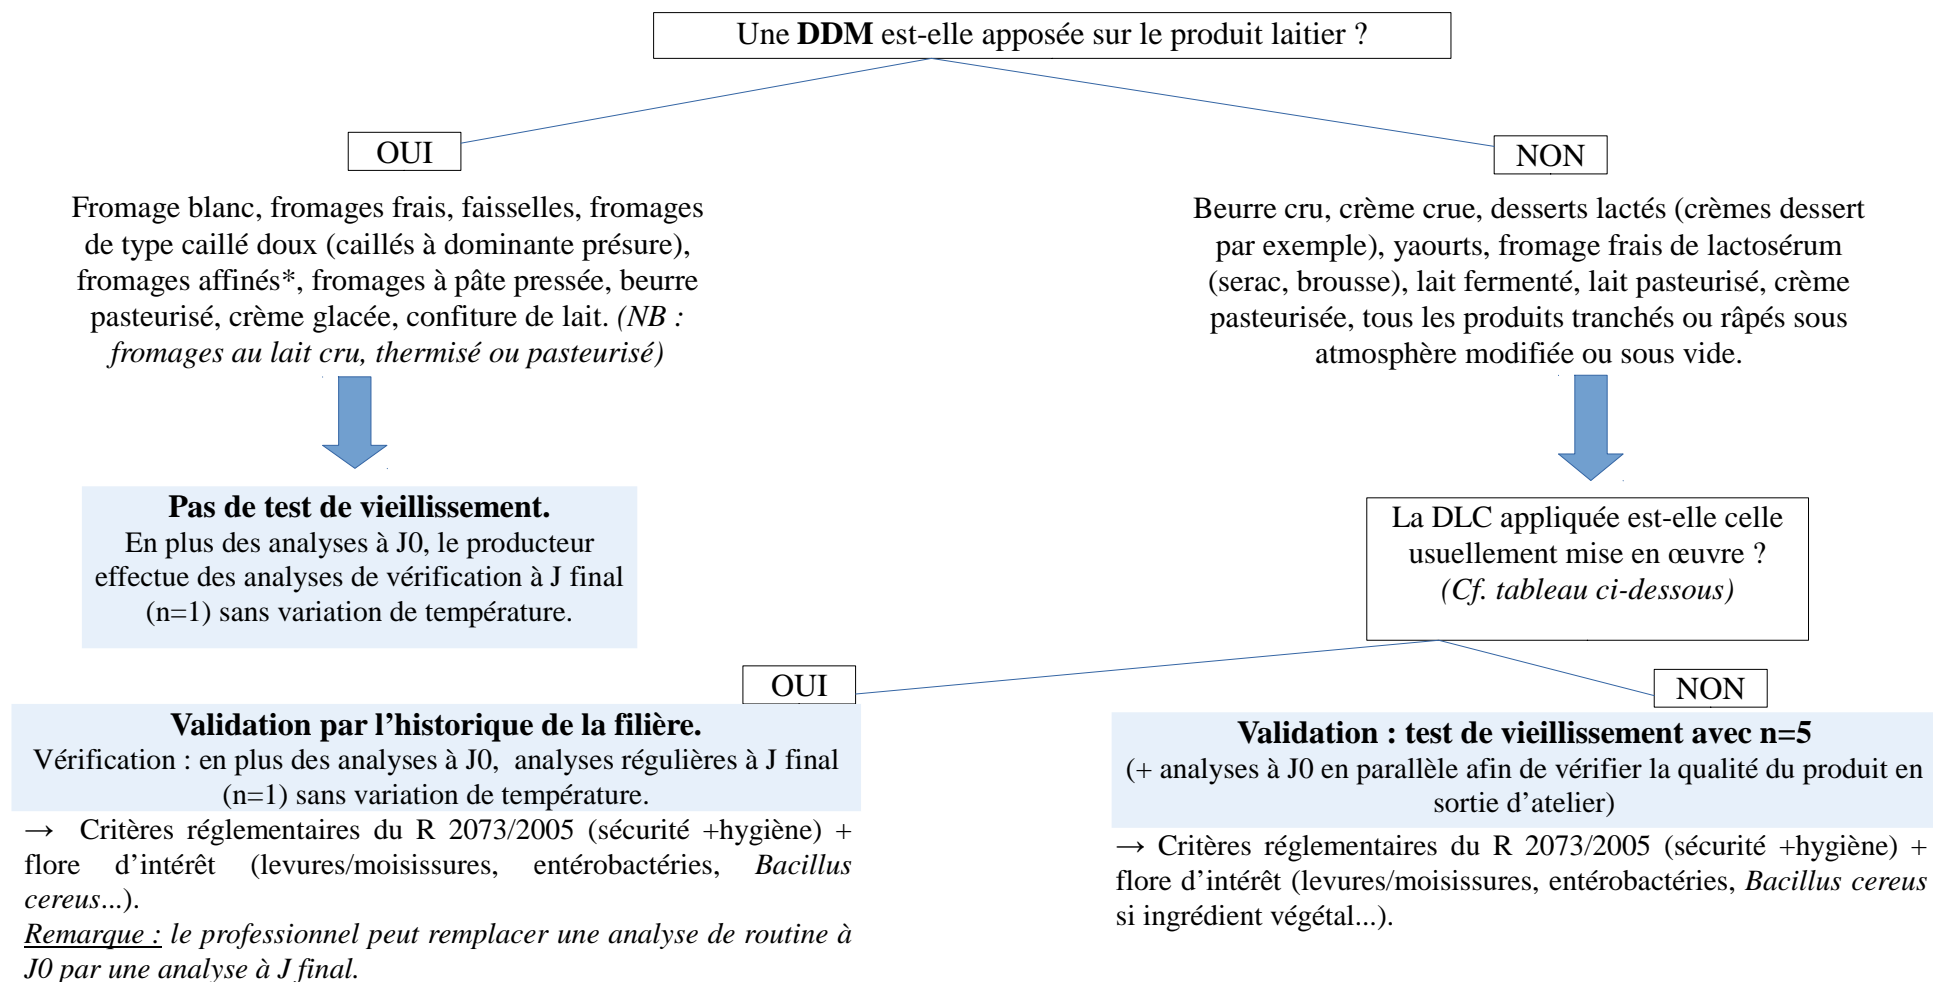 Une DDM est-elle apposée sur le produit laitier ?
OUI
NON
Fromage blanc, fromages frais, faisselles, fromages
de type caillé doux (caillés à dominante présure),
fromages affinés*, fromages à pâte pressée, beurre
pasteurisé, crème glacée, confiture de lait. (NB :
fromages au lait cru, thermisé ou pasteurisé)
Beurre cru, crème crue, desserts lactés (crèmes dessert
par exemple), yaourts, fromage frais de lactosérum
(serac, brousse), lait fermenté, lait pasteurisé, crème
pasteurisée, tous les produits tranchés ou râpés sous
atmosphère modifiée ou sous vide.
Pas de test de vieillissement.
En plus des analyses à J0, le producteur
effectue des analyses de vérification à J final
(n=1) sans variation de température.
La DLC appliquée est-elle celle
usuellement mise en œuvre ?
(Cf. tableau ci-dessous)
OUI
NON
Validation par l'historique de la filière.
Vérification : en plus des analyses à J0, analyses régulières à J final
(n=1) sans variation de température.
→ Critères réglementaires du R 2073/2005 (sécurité +hygiène) +
flore d'intérêt (levures/moisissures, entérobactéries, Bacillus
cereus...).
Remarque : le professionnel peut remplacer une analyse de routine à
J0 par une analyse à J final.
Validation : test de vieillissement avec n=5
(+ analyses à J0 en parallèle afin de vérifier la qualité du produit en
sortie d'atelier)
→ Critères réglementaires du R 2073/2005 (sécurité +hygiène) +
flore d'intérêt (levures/moisissures, entérobactéries, Bacillus cereus
si ingrédient végétal...).